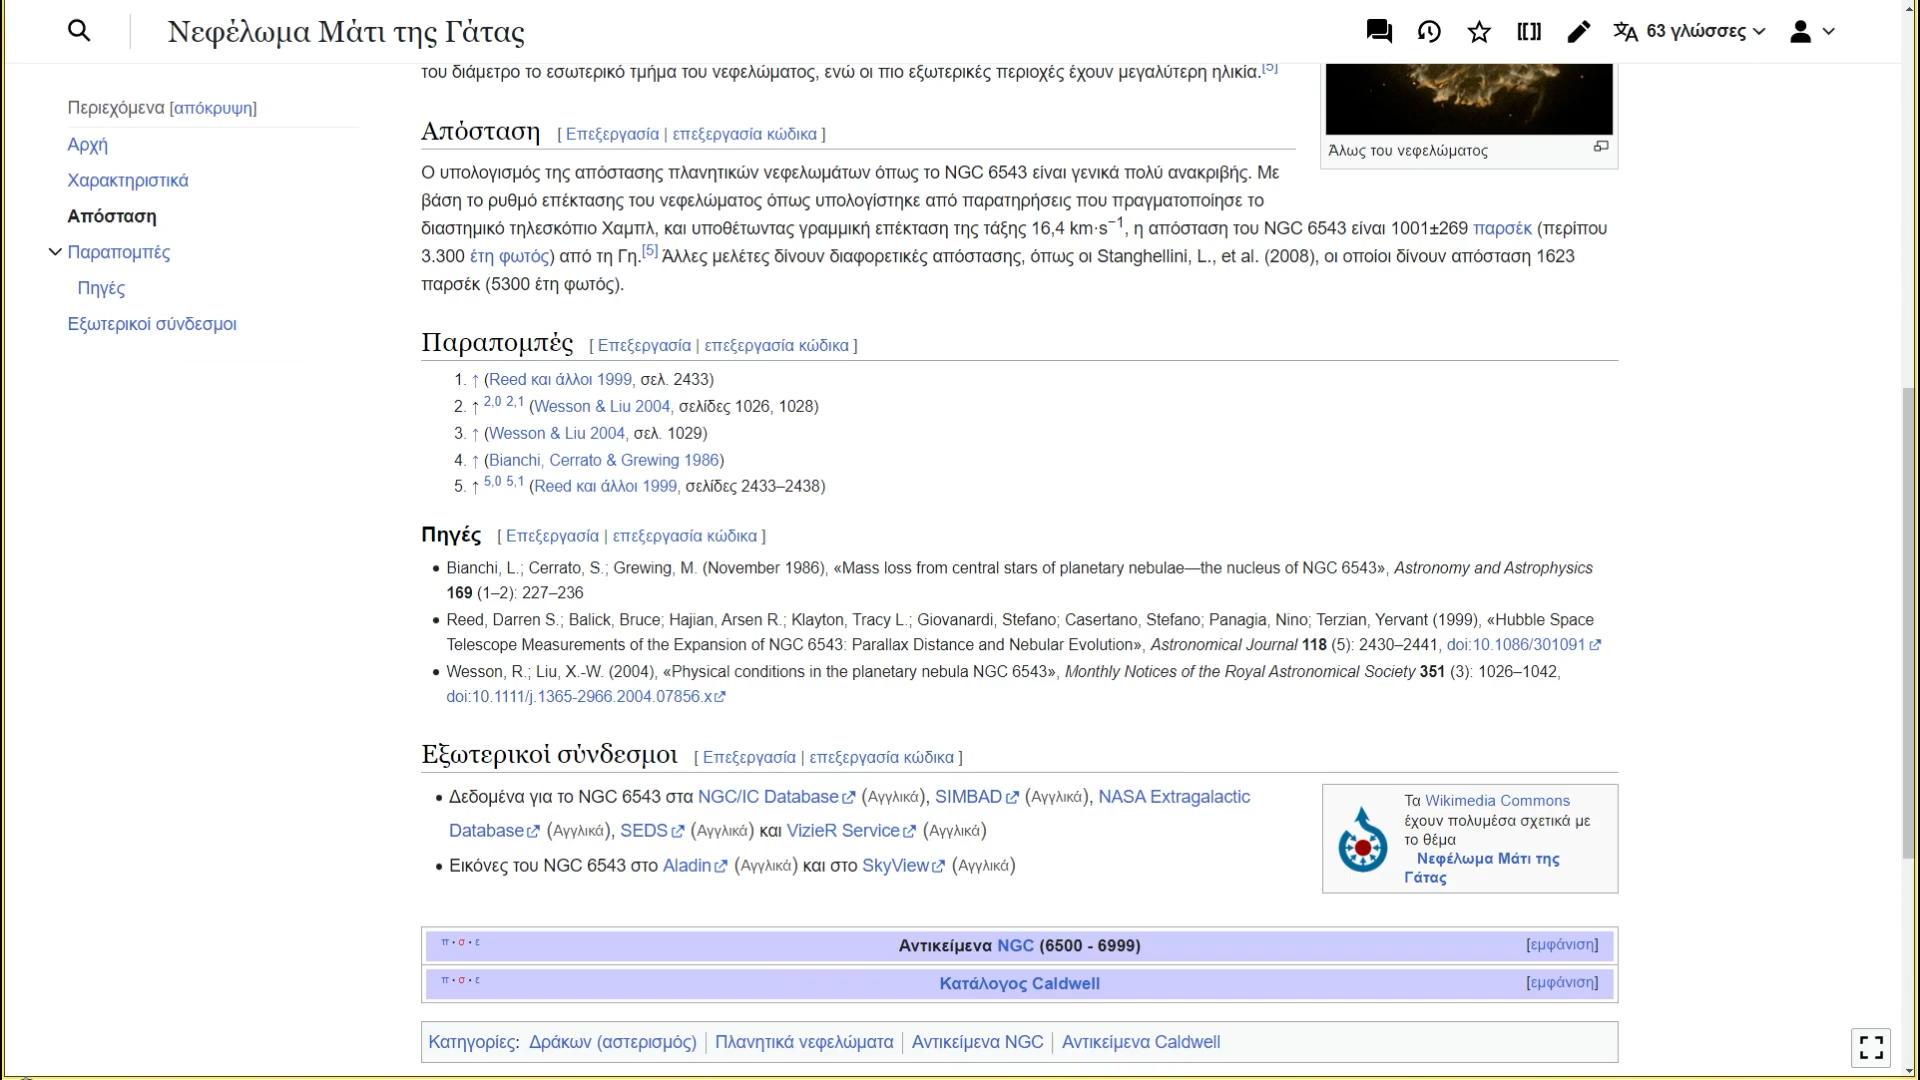 Νεφέλωμα Μάτι της Γάτας
63 γλώσσες
Περιεχόμενα [απόκρυψη]
Αρχή
Χαρακτηριστικά
Απόσταση
Παραπομπές
Πηγές
Εξωτερικοί σύνδεσμοι
του διάμετρο το εσωτερικό τμήμα του νεφελώματος, ενώ οι πιο εξωτερικές περιοχές έχουν μεγαλύτερη ηλικία.[5]
Άλως του νεφελώματος
Απόσταση [ Επεξεργασία | επεξεργασία κώδικα ]
Ο υπολογισμός της απόστασης πλανητικών νεφελωμάτων όπως το NGC 6543 είναι γενικά πολύ ανακριβής. Με
βάση το ρυθμό επέκτασης του νεφελώματος όπως υπολογίστηκε από παρατηρήσεις που πραγματοποίησε το
διαστημικό τηλεσκόπιο Χαμπλ, και υποθέτωντας γραμμική επέκταση της τάξης 16,4 km·s−1, η απόσταση του NGC 6543 είναι 1001±269 παρσέκ (περίπου
3.300 έτη φωτός) από τη Γη.[5] Άλλες μελέτες δίνουν διαφορετικές απόστασης, όπως οι Stanghellini, L., et al. (2008), οι οποίοι δίνουν απόσταση 1623
παρσέκ (5300 έτη φωτός).
Παραπομπές [ Επεξεργασία | επεξεργασία κώδικα ]
1. ↑ (Reed και άλλοι 1999, σελ. 2433)
2. ↑ 2,0 2,1 (Wesson & Liu 2004, σελίδες 1026, 1028)
3. ↑ (Wesson & Liu 2004, σελ. 1029)
4. ↑ (Bianchi, Cerrato & Grewing 1986)
5. ↑ 5,0 5,1 (Reed και άλλοι 1999, σελίδες 2433–2438)
Πηγές [ Επεξεργασία | επεξεργασία κώδικα ]
• Bianchi, L.; Cerrato, S.; Grewing, M. (November 1986), «Mass loss from central stars of planetary nebulae—the nucleus of NGC 6543», Astronomy and Astrophysics
169 (1–2): 227–236
• Reed, Darren S.; Balick, Bruce; Hajian, Arsen R.; Klayton, Tracy L.; Giovanardi, Stefano; Casertano, Stefano; Panagia, Nino; Terzian, Yervant (1999), «Hubble Space
Telescope Measurements of the Expansion of NGC 6543: Parallax Distance and Nebular Evolution», Astronomical Journal 118 (5): 2430–2441, doi:10.1086/301091
• Wesson, R.; Liu, X.-W. (2004), «Physical conditions in the planetary nebula NGC 6543», Monthly Notices of the Royal Astronomical Society 351 (3): 1026–1042,
doi:10.1111/j.1365-2966.2004.07856.x
Εξωτερικοί σύνδεσμοι [ Επεξεργασία | επεξεργασία κώδικα ]
• Δεδομένα για το NGC 6543 στα NGC/IC Database (Αγγλικά), SIMBAD (Αγγλικά), NASA Extragalactic
Database (Αγγλικά), SEDS (Αγγλικά) και VizieR Service (Αγγλικά)
• Εικόνες του NGC 6543 στο Aladin (Αγγλικά) και στο SkyView (Αγγλικά)
Τα Wikimedia Commons
έχουν πολυμέσα σχετικά με
το θέμα
Νεφέλωμα Μάτι της
Γάτας
π • σ • ε Αντικείμενα NGC (6500 - 6999) [εμφάνιση]
π • σ • ε Κατάλογος Caldwell [εμφάνιση]
Κατηγορίες: Δράκων (αστερισμός) | Πλανητικά νεφελώματα | Αντικείμενα NGC | Αντικείμενα Caldwell